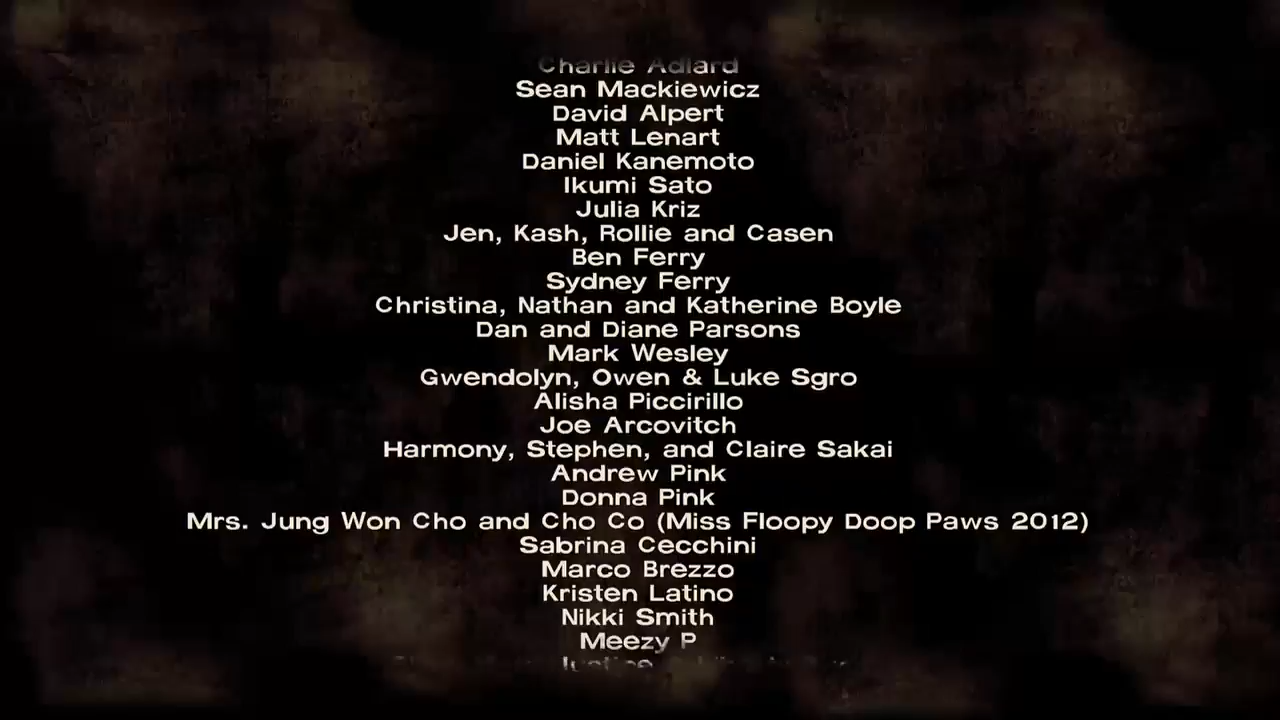 Charlie Adlard
Sean Mackiewicz
David Alpert
Matt Lenart
Daniel Kanemoto
Ikumi Sato
Julia Kriz
Jen, Kash, Rollie and Casen
Ben Ferry
Sydney Ferry
Christina, Nathan and Katherine Boyle
Dan and Diane Parsons
Mark Wesley
Gwendolyn, Owen & Luke Sgro
Alisha Piccirillo
Joe Arcovitch
Harmony, Stephen, and Claire Sakai
Andrew Pink
Donna Pink
Mrs. Jung Won Cho and Cho Co (Miss Floopy Doop Paws 2012)
Sabrina Cecchini
Marco Brezzo
Kristen Latino
Nikki Smith
Meezy P